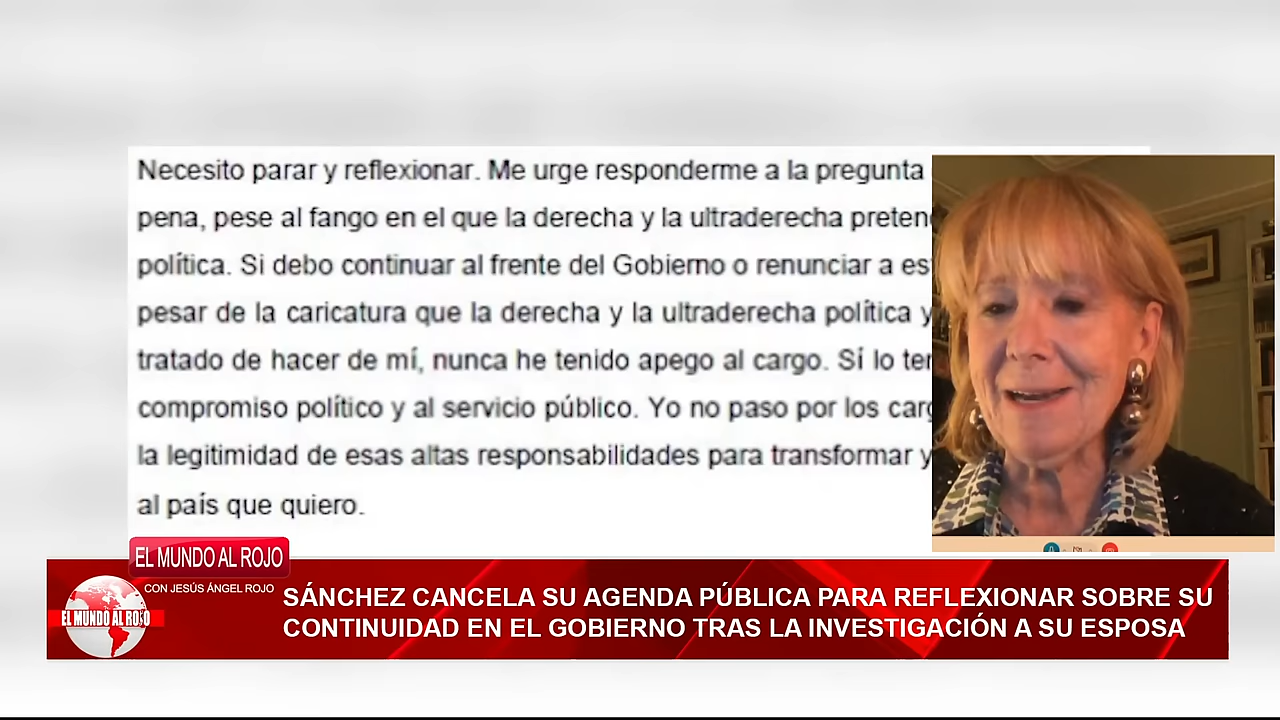 Necesito parar y reflexionar. Me urge responderme a la pregunta
pena, pese al fango en el que la derecha y la ultraderecha preten
política. Si debo continuar al frente del Gobierno o renunciar a es
pesar de la caricatura que la derecha y la ultraderecha política y
tratado de hacer de mí, nunca he tenido apego al cargo. Sí lo ten
compromiso político y al servicio público. Yo no paso por los carg
la legitimidad de esas altas responsabilidades para transformar y
al país que quiero.
EL MUNDO AL ROJO
CON JESÚS ÁNGEL ROJO
EL MUNDO AL ROJO
SÁNCHEZ CANCELA SU AGENDA PÚBLICA PARA REFLEXIONAR SOBRE SU
CONTINUIDAD EN EL GOBIERNO TRAS LA INVESTIGACIÓN A SU ESPOSA